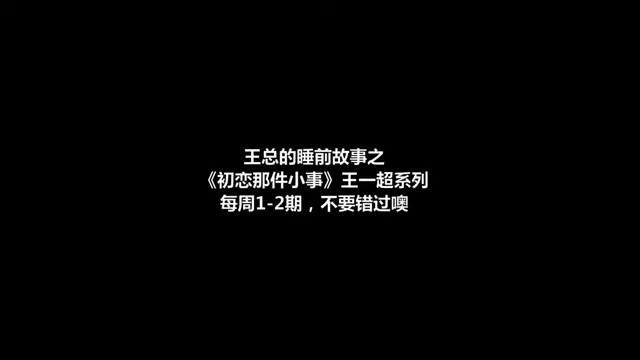 王总的睡前故事之
《初恋那件小事》王一超系列
每周1-2期，不要错过噢